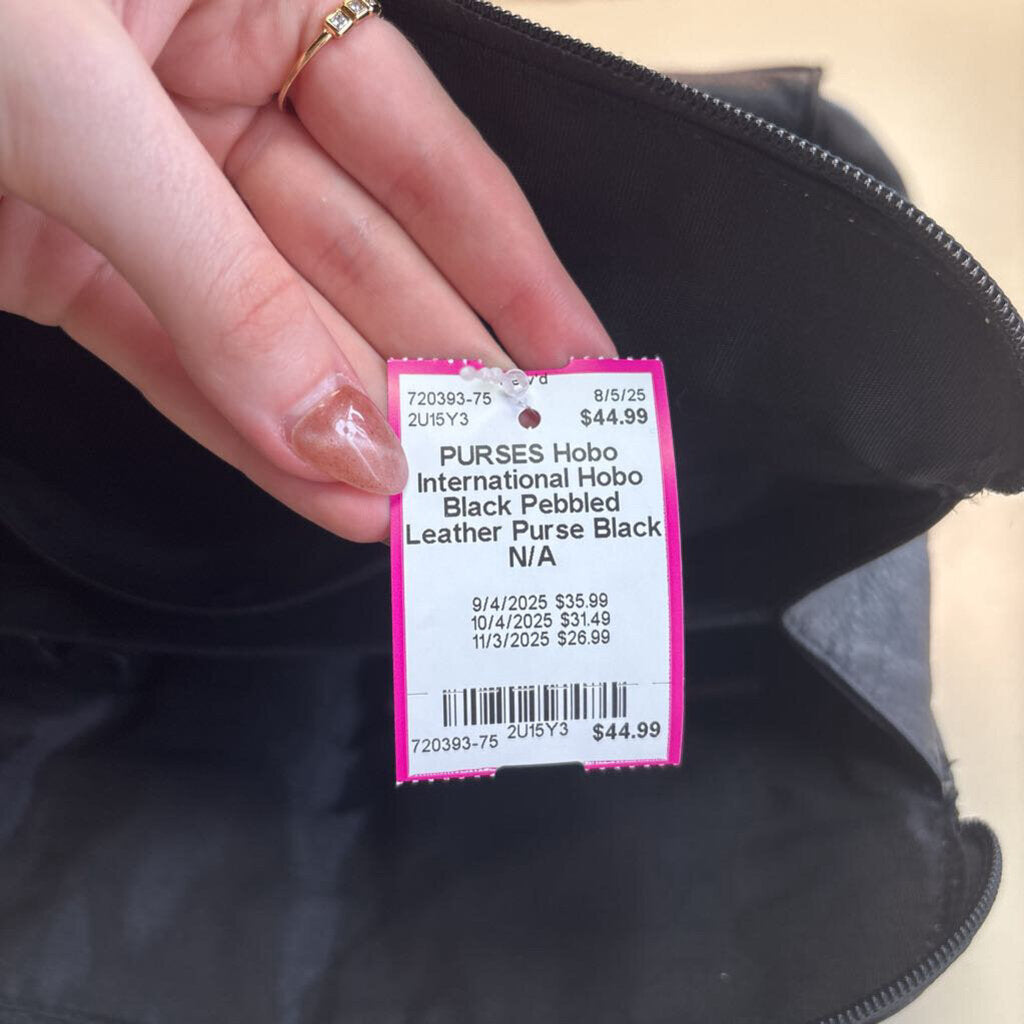 720393-75 8/5/25
2U15Y3 $44.99
PURSES Hobo
International Hobo
Black Pebbled
Leather Purse Black
N/A
9/4/2025 $35.99
10/4/2025 $31.49
11/3/2025 $26.99
720393-75 2U15Y3 $44.99